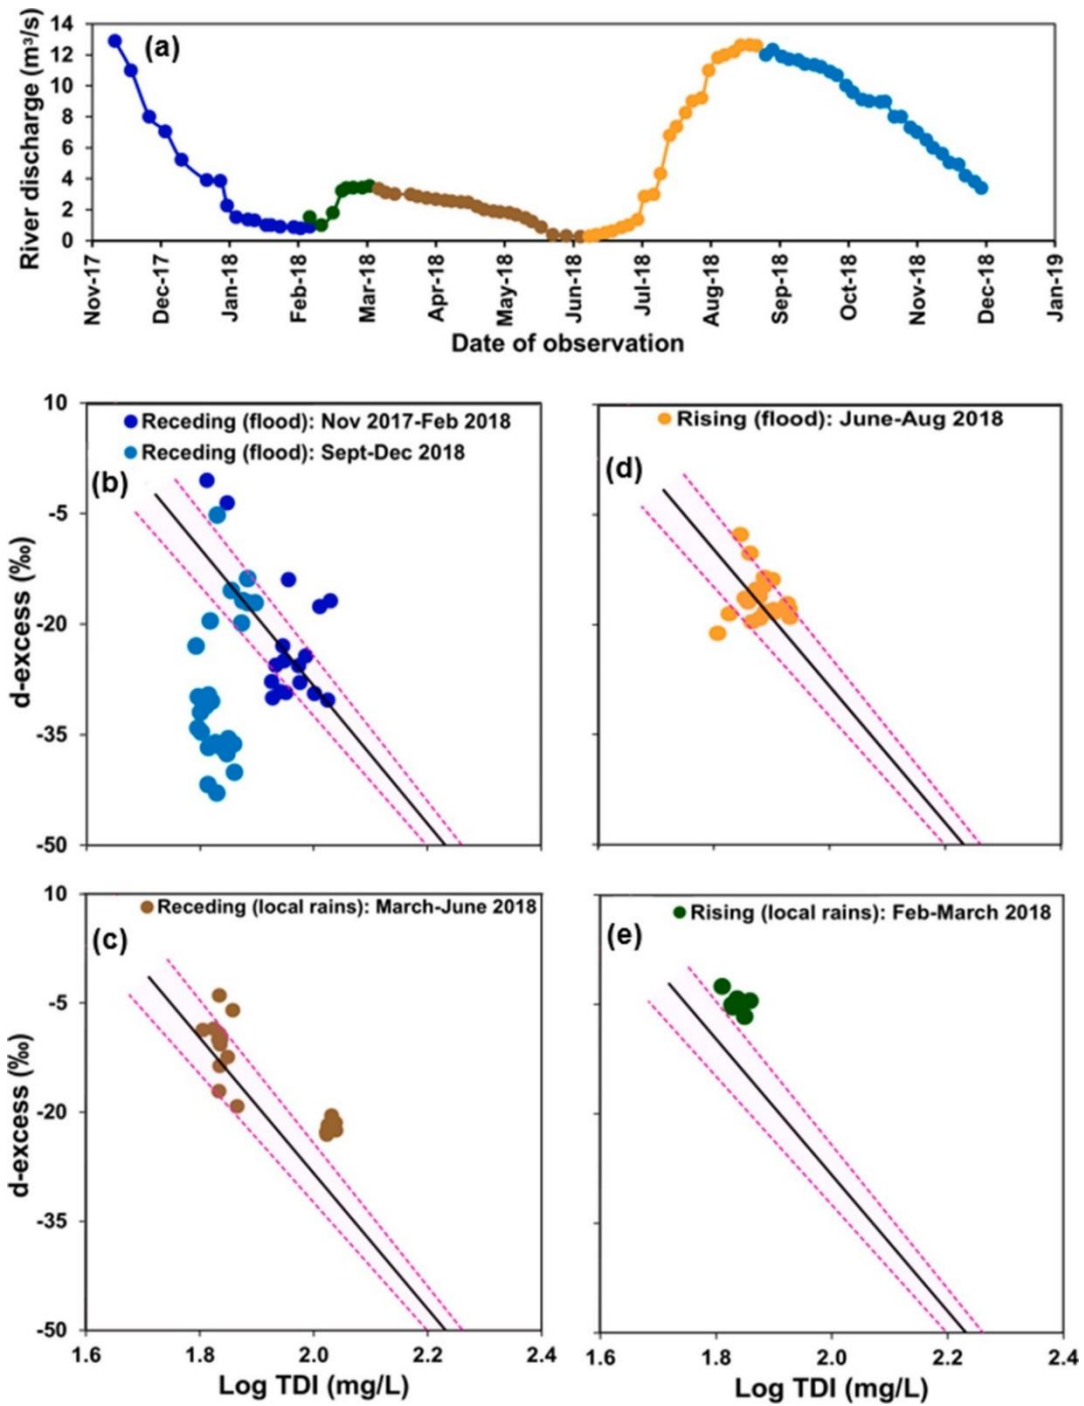 River discharge (m³/s)
14
12
10
8
6
4
2
0
(a)
Nov-17
Dec-17
Jan-18
Feb-18
Mar-18
Apr-18
May-18
Jun-18
Jul-18
Aug-18
Sep-18
Oct-18
Nov-18
Dec-18
Jan-19
Date of observation
d-excess (‰)
10
-5
-20
-35
-50
Receding (flood): Nov 2017-Feb 2018
Receding (flood): Sept-Dec 2018
(b)
Rising (flood): June-Aug 2018
(d)
d-excess (‰)
10
-5
-20
-35
-50
Receding (local rains): March-June 2018
(c)
1.6
1.8
2.0
2.2
2.4
Log TDI (mg/L)
Rising (local rains): Feb-March 2018
(e)
1.6
1.8
2.0
2.2
2.4
Log TDI (mg/L)